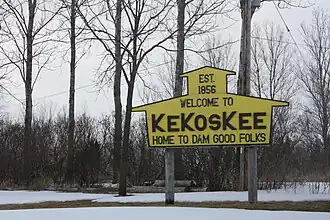 EST.
1856
WELCOME TO
KEKOSKEE
HOME TO DAM GOOD FOLKS